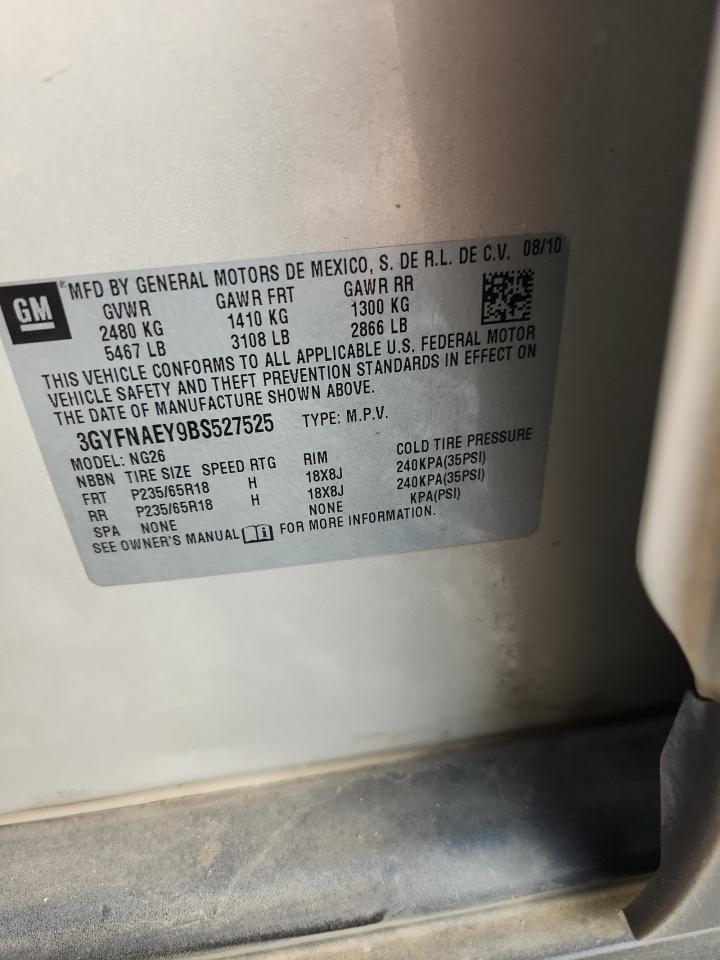 GM ® MFD BY GENERAL MOTORS DE MEXICO, S. DE R.L. DE C.V. 08/10
GVWR GAWR FRT GAWR RR
2480 KG 1410 KG 1300 KG
5467 LB 3108 LB 2866 LB
THIS VEHICLE CONFORMS TO ALL APPLICABLE U.S. FEDERAL MOTOR
VEHICLE SAFETY AND THEFT PREVENTION STANDARDS IN EFFECT ON
THE DATE OF MANUFACTURE SHOWN ABOVE.
3GYFNAEY9BS527525 TYPE: M.P.V.
MODEL: NG26
NBBN TIRE SIZE SPEED RTG RIM COLD TIRE PRESSURE
FRT P235/65R18 H 18X8J 240KPA(35PSI)
RR P235/65R18 H 18X8J 240KPA(35PSI)
SPA NONE NONE KPA(PSI)
SEE OWNER'S MANUAL FOR MORE INFORMATION.